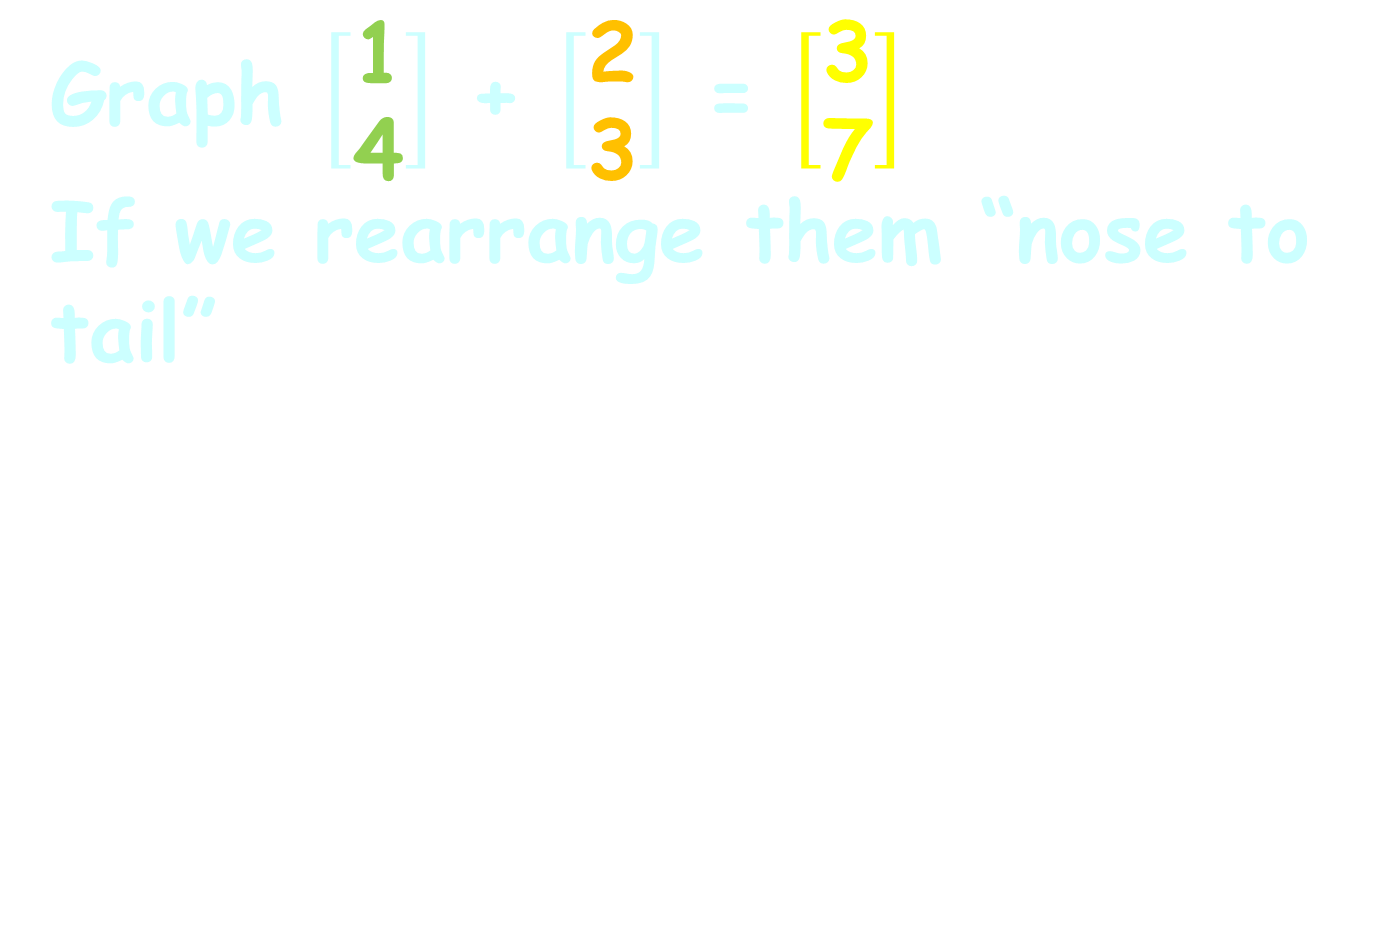 Graph [1 4] + [2 3] = [3 7]
If we rearrange them “nose to
tail”